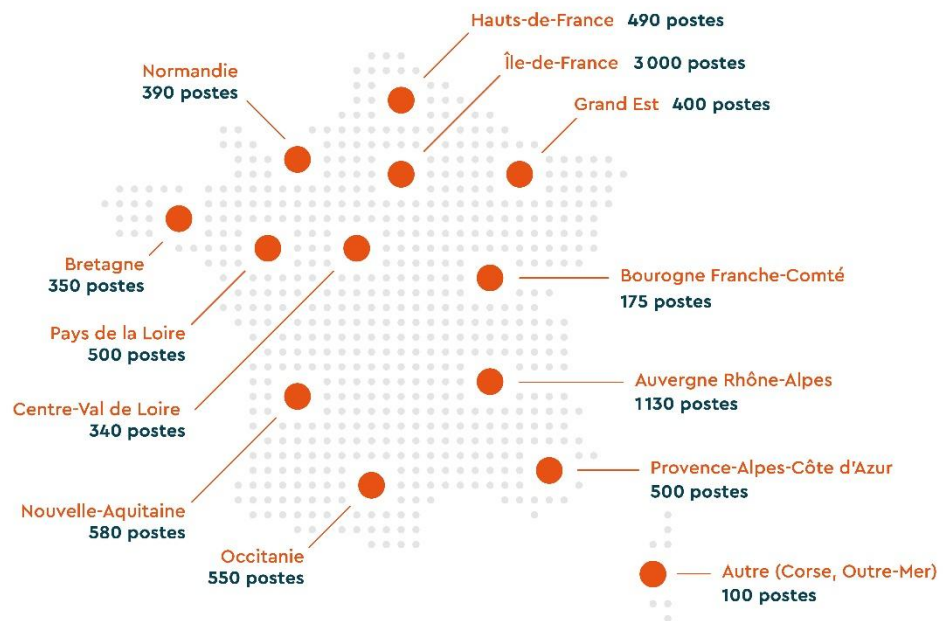 Hauts-de-France 490 postes
Île-de-France 3 000 postes
Normandie
390 postes
Grand Est 400 postes
Bretagne
350 postes
Bourogne Franche-Comté
175 postes
Pays de la Loire
500 postes
Auvergne Rhône-Alpes
1 130 postes
Centre-Val de Loire
340 postes
Provence-Alpes-Côte d'Azur
500 postes
Nouvelle-Aquitaine
580 postes
Occitanie
550 postes
Autre (Corse, Outre-Mer)
100 postes